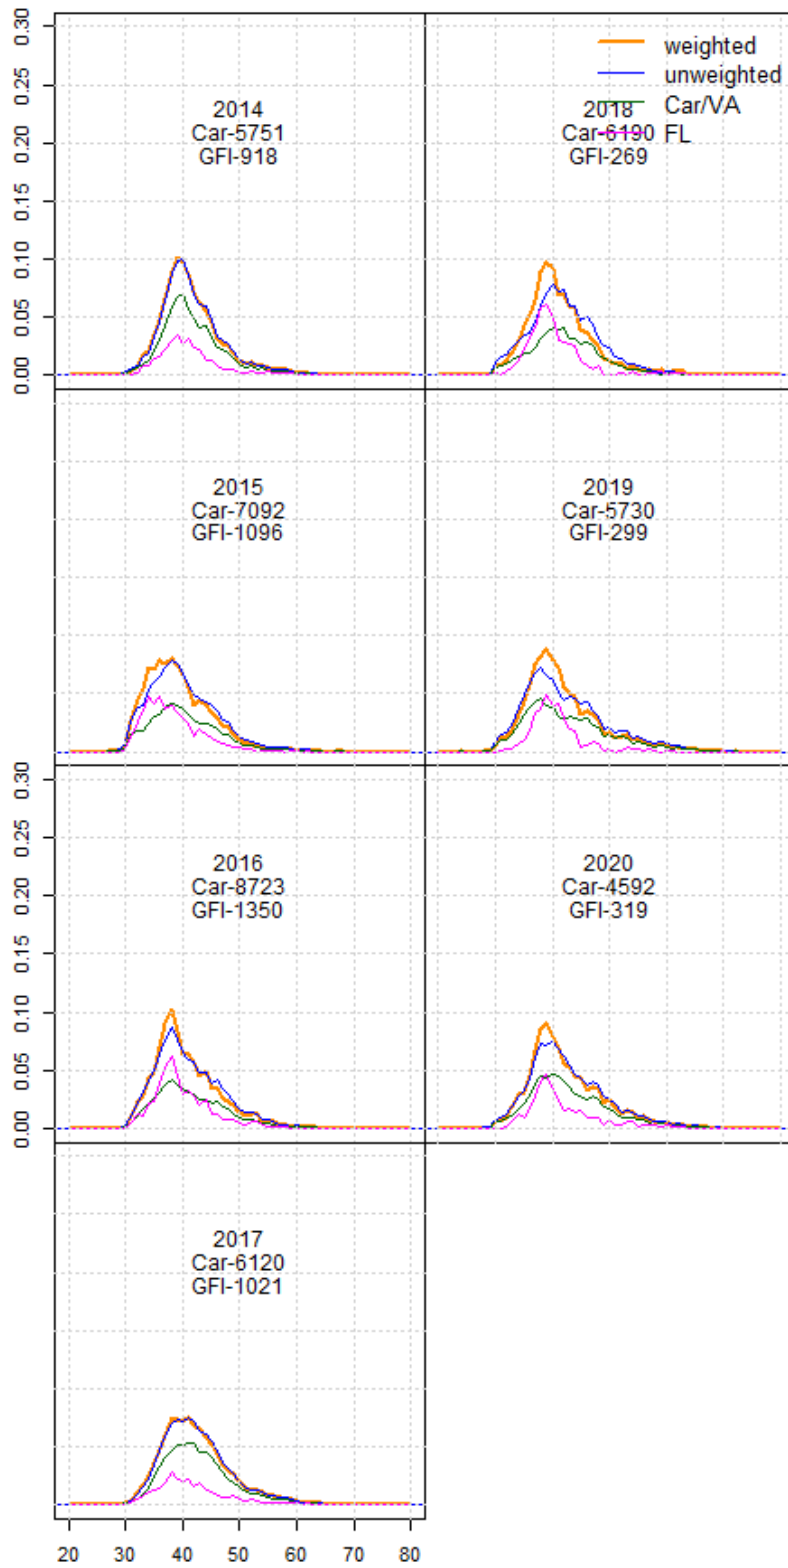 0.30
0.25
0.20
0.15
0.10
0.05
0.00
2014
Car-5751
GFI-918
weighted
unweighted
Car/VA
FL
2018
Car-6190
GFI-269
2015
Car-7092
GFI-1096
2019
Car-5730
GFI-299
0.30
0.25
0.20
0.15
0.10
0.05
0.00
2016
Car-8723
GFI-1350
2020
Car-4592
GFI-319
2017
Car-6120
GFI-1021
20 30 40 50 60 70 80